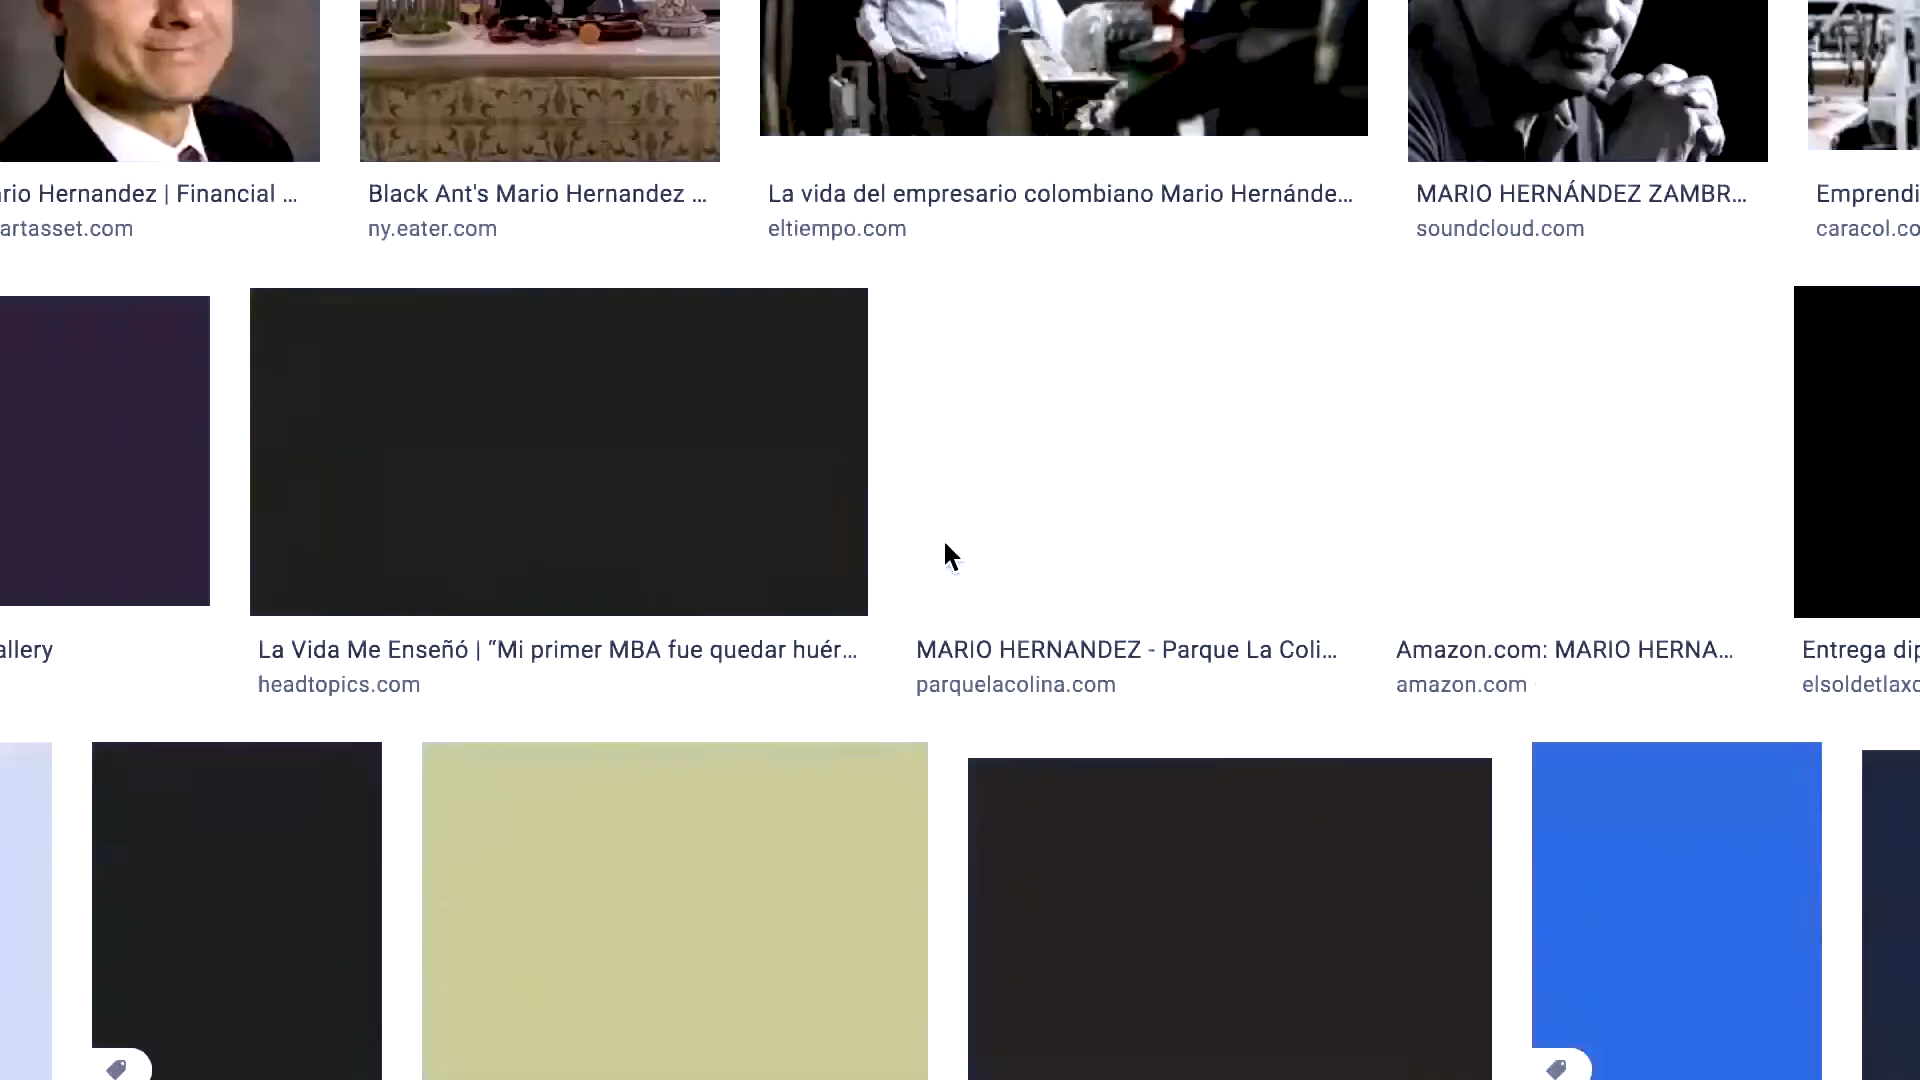 rio Hernandez | Financial ...
artasset.com
Black Ant's Mario Hernandez ...
ny.eater.com
La vida del empresario colombiano Mario Hernánde...
eltiempo.com
MARIO HERNÁNDEZ ZAMBR...
soundcloud.com
Emprendi
caracol.co
allery
La Vida Me Enseñó | “Mi primer MBA fue quedar huér...
headtopics.com
MARIO HERNANDEZ - Parque La Coli...
parquelacolina.com
Amazon.com: MARIO HERNA...
amazon.com
Entrega dip
elsoldetlaxc